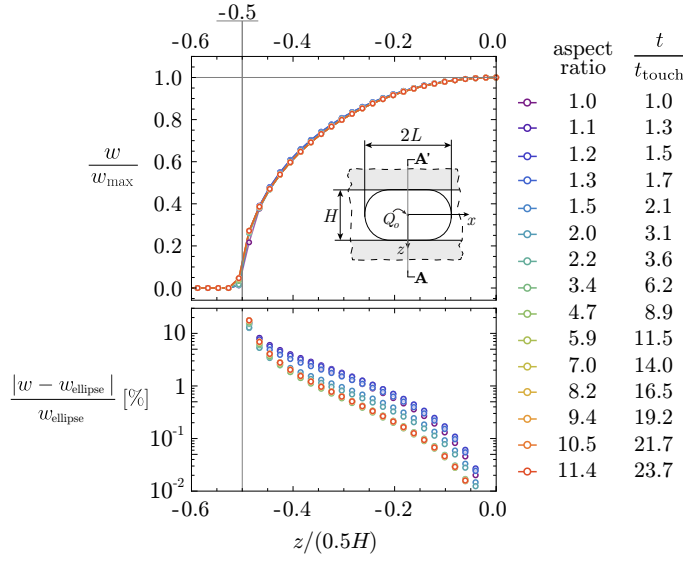 -0.5
-0.6 -0.4 -0.2 0.0
1.0
0.8
0.6
0.4
0.2
0.0
w
w_max
2L
A'
H
Q_o
x
z
A
10
1
10^-1
10^-2
|w − w_ellipse|
w_ellipse
[%]
-0.6 -0.4 -0.2 0.0
z/(0.5H)
aspect ratio t/t_touch
1.0 1.0
1.1 1.3
1.2 1.5
1.3 1.7
1.5 2.1
2.0 3.1
2.2 3.6
3.4 6.2
4.7 8.9
5.9 11.5
7.0 14.0
8.2 16.5
9.4 19.2
10.5 21.7
11.4 23.7